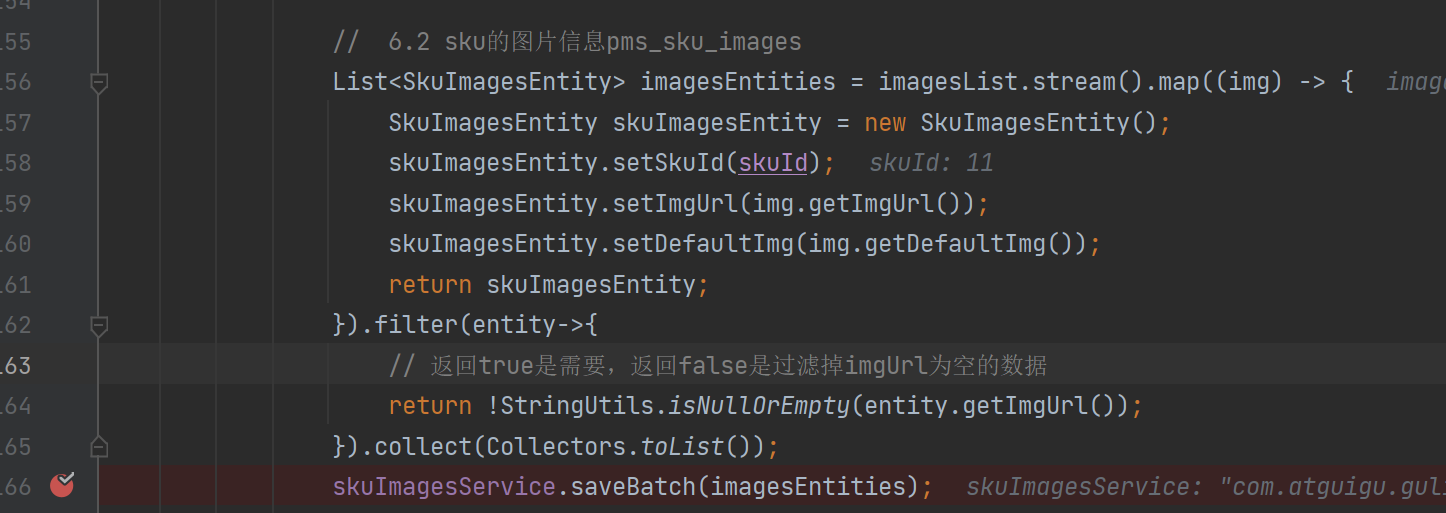 54
55 //  6.2 sku的图片信息pms_sku_images
56 List<SkuImagesEntity> imagesEntities = imagesList.stream().map((img) -> {
57 SkuImagesEntity skuImagesEntity = new SkuImagesEntity();
58 skuImagesEntity.setSkuId(skuId); skuId: 11
59 skuImagesEntity.setImgUrl(img.getImgUrl());
60 skuImagesEntity.setDefaultImg(img.getDefaultImg());
61 return skuImagesEntity;
62 }).filter(entity->{
63 // 返回true是需要，返回false是过滤掉imgUrl为空的数据
64 return !StringUtils.isNullOrEmpty(entity.getImgUrl());
65 }).collect(Collectors.toList());
66 skuImagesService.saveBatch(imagesEntities); skuImagesService: "com.atguigu.guli